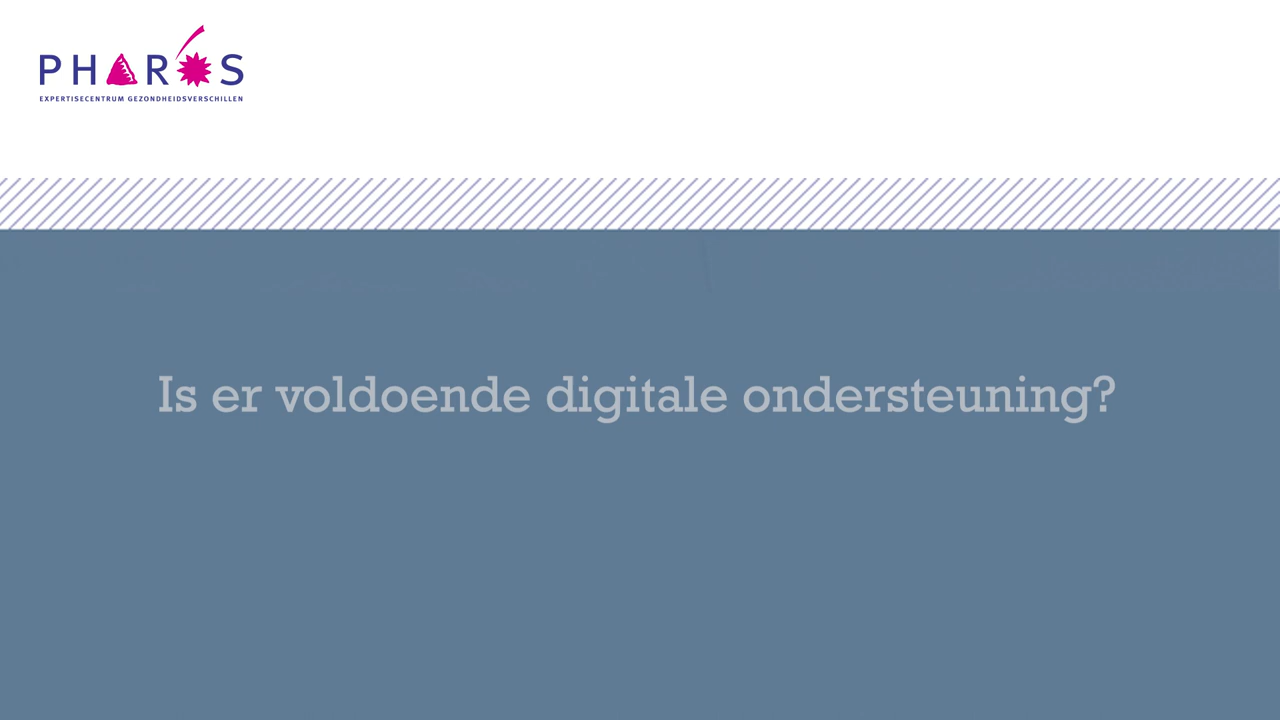 PHAROS
EXPERTISECENTRUM GEZONDHEIDSVERSCHILLEN
Is er voldoende digitale ondersteuning?